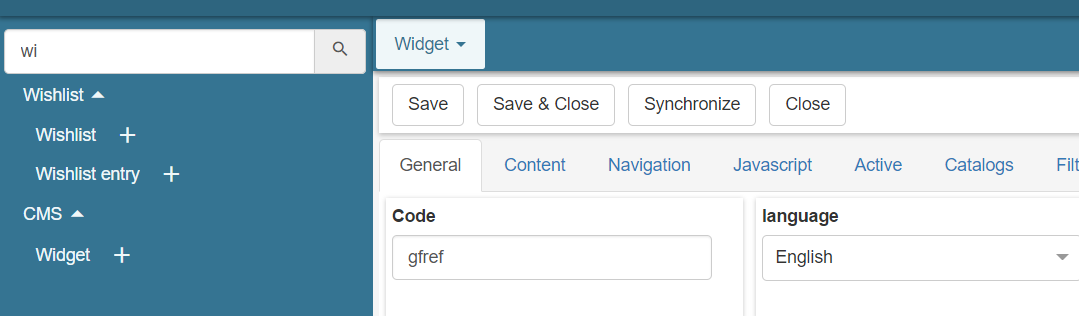 wi
Wishlist
Wishlist +
Wishlist entry +
CMS
Widget +
Widget
Save Save & Close Synchronize Close
General Content Navigation Javascript Active Catalogs Filt
Code
gfref
language
English